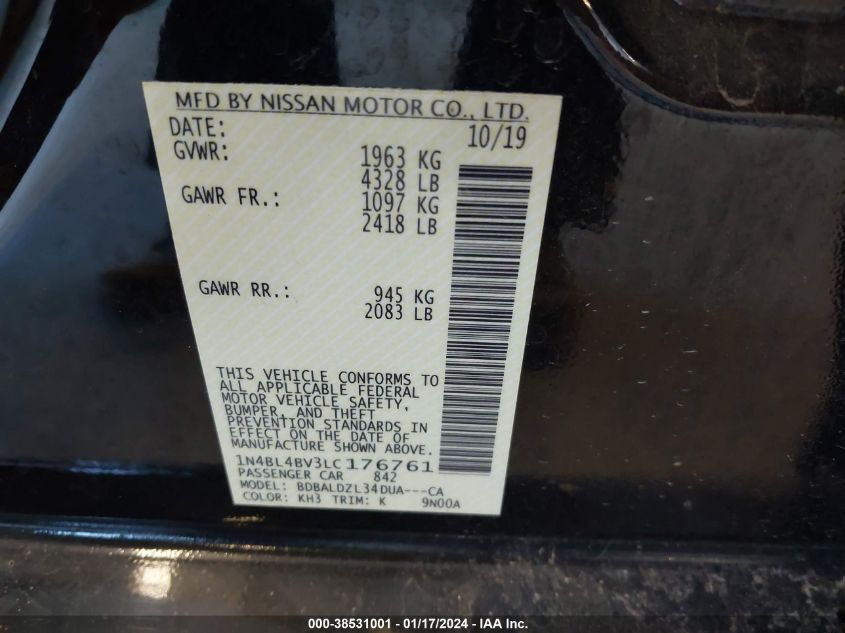 MFD BY NISSAN MOTOR CO., LTD.
DATE: 10/19
GVWR: 1963 KG
4328 LB
GAWR FR.: 1097 KG
2418 LB
GAWR RR.: 945 KG
2083 LB
THIS VEHICLE CONFORMS TO
ALL APPLICABLE FEDERAL
MOTOR VEHICLE SAFETY,
BUMPER, AND THEFT
PREVENTION STANDARDS IN
EFFECT ON THE DATE OF
MANUFACTURE SHOWN ABOVE.
1N4BL4BV3LC176761
PASSENGER CAR 842
MODEL: BDBALDZL34DUA---CA
COLOR: KH3 TRIM: K 9N00A
000-38531001 - 01/17/2024 - IAA Inc.